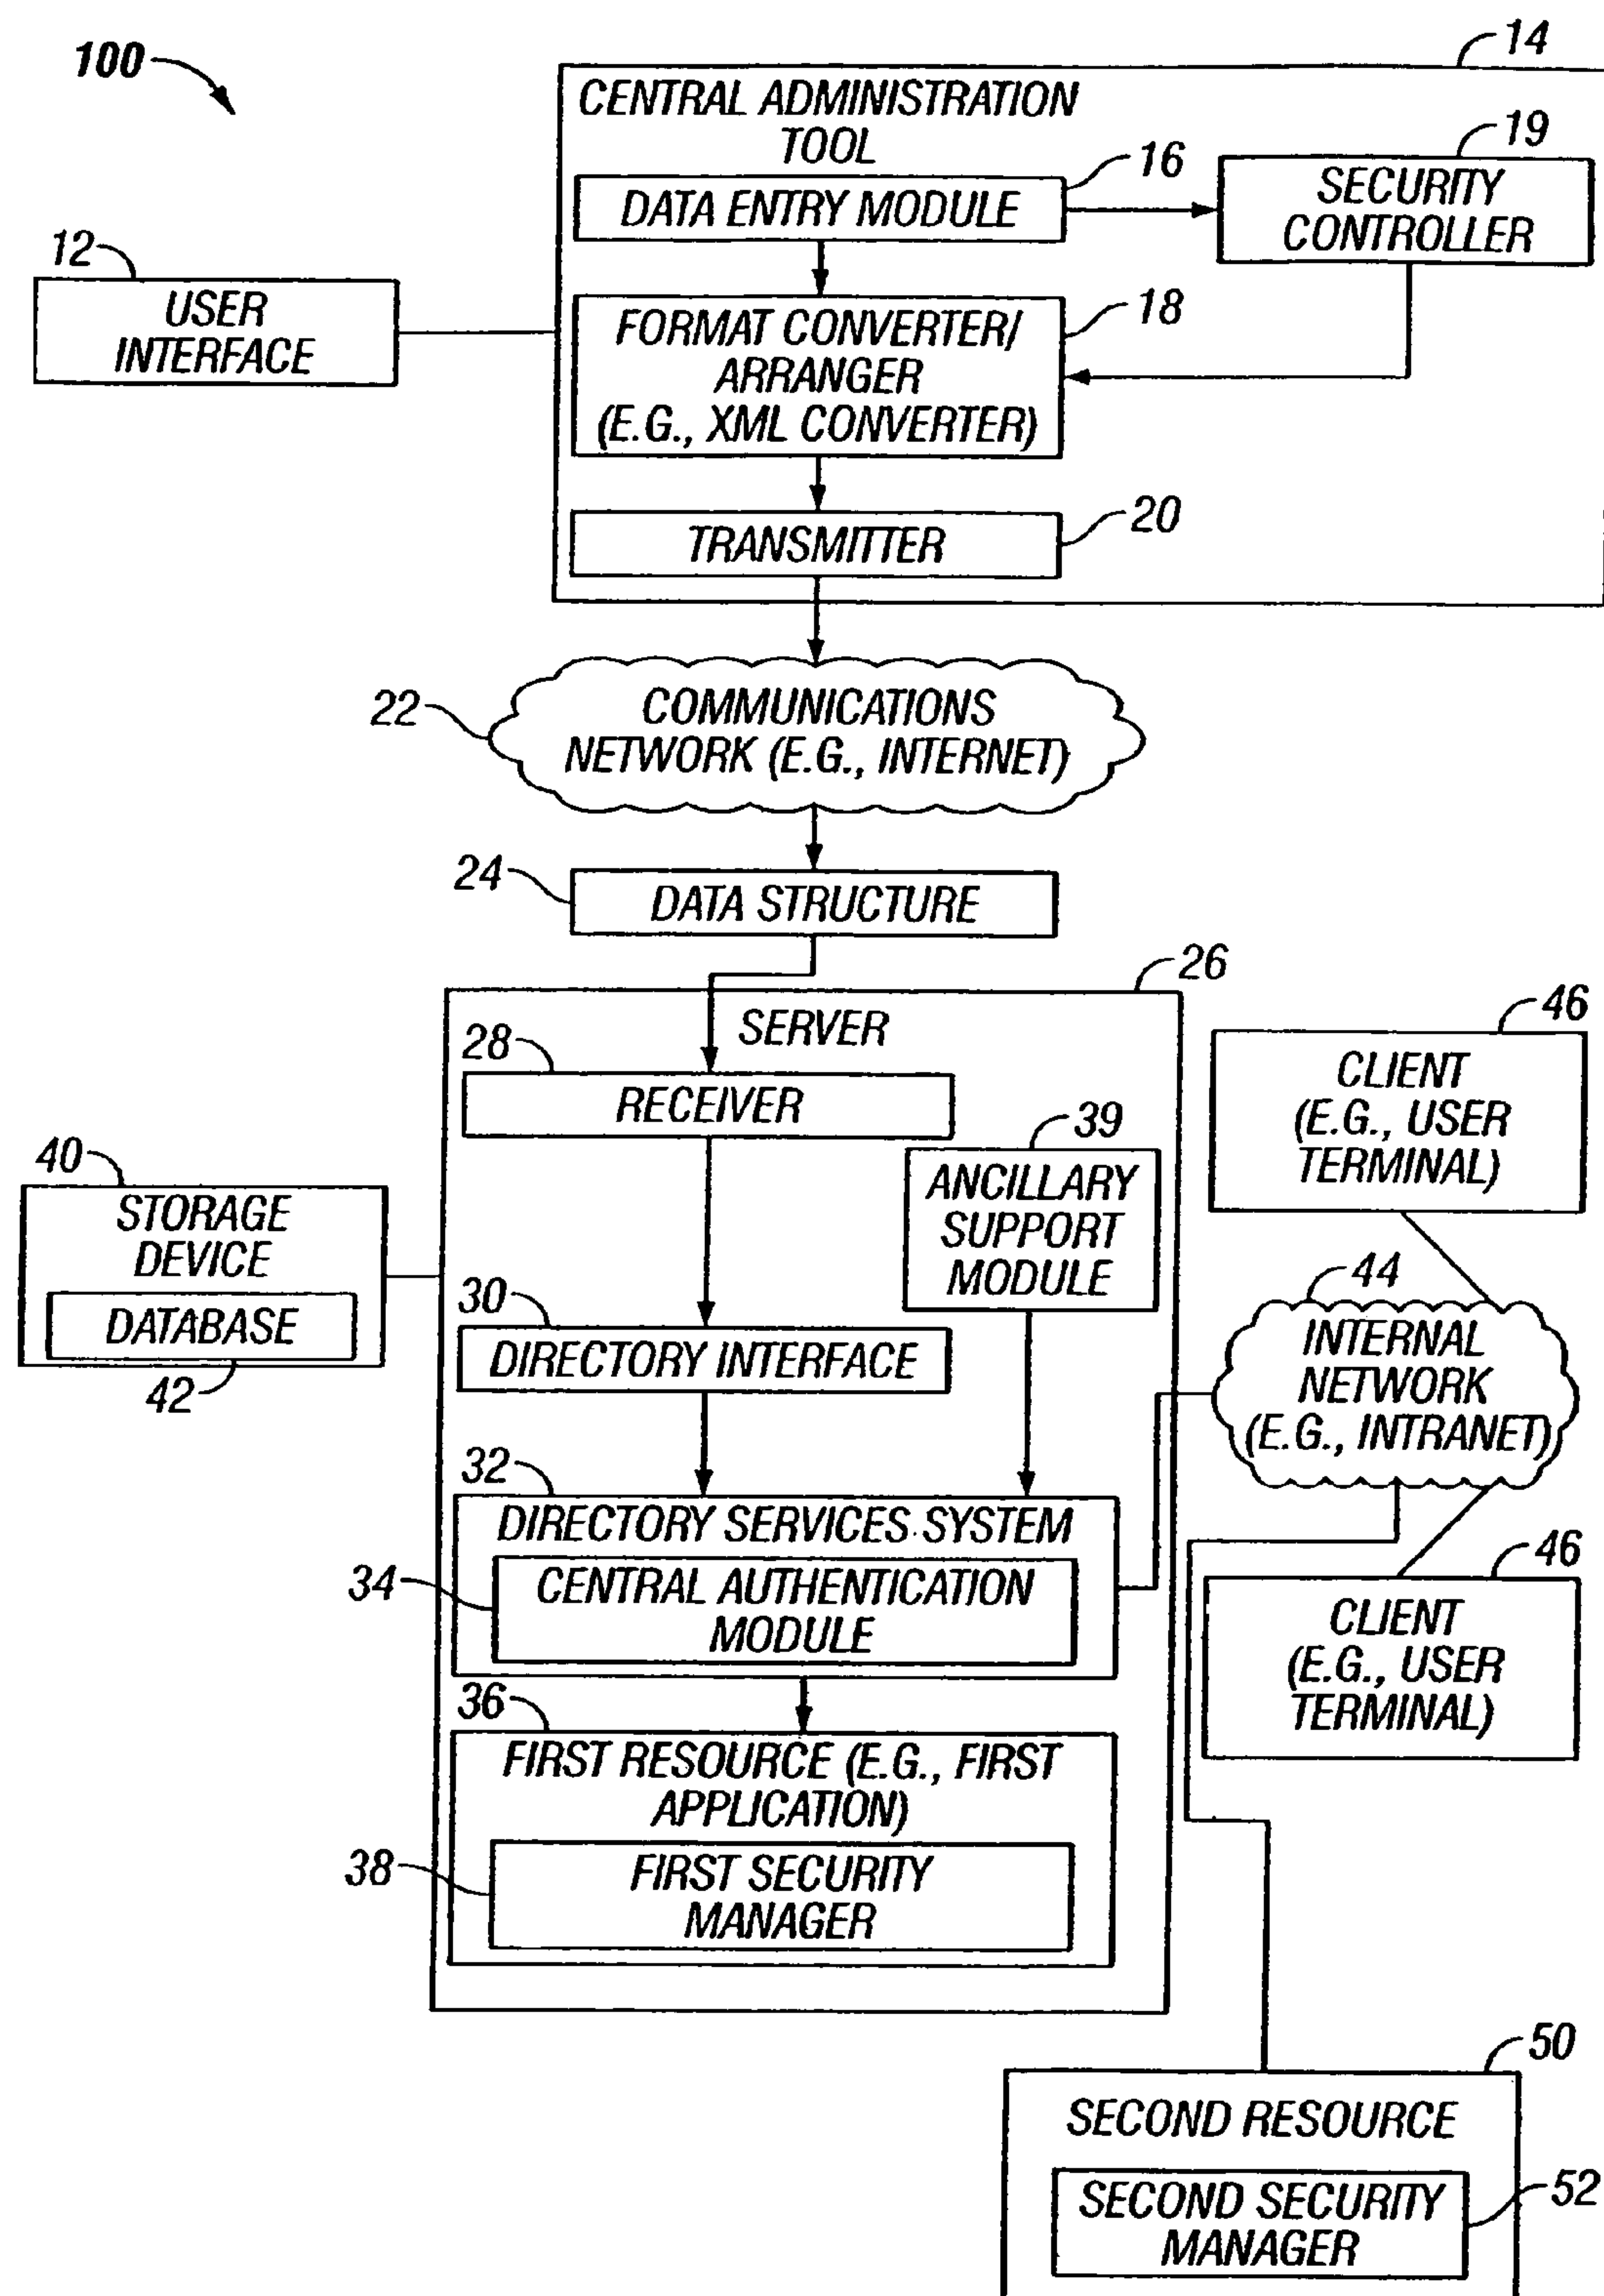 100
14
CENTRAL ADMINISTRATION
TOOL
16
19
DATA ENTRY MODULE
SECURITY
CONTROLLER
12
USER
INTERFACE
18
FORMAT CONVERTER/
ARRANGER
(E.G., XML CONVERTER)
20
TRANSMITTER
22
COMMUNICATIONS
NETWORK (E.G., INTERNET)
24
DATA STRUCTURE
26
SERVER
28
RECEIVER
46
CLIENT
(E.G., USER
TERMINAL)
39
ANCILLARY
SUPPORT
MODULE
40
STORAGE
DEVICE
DATABASE
42
30
DIRECTORY INTERFACE
44
INTERNAL
NETWORK
(E.G., INTRANET)
32
DIRECTORY SERVICES SYSTEM
34
CENTRAL AUTHENTICATION
MODULE
46
CLIENT
(E.G., USER
TERMINAL)
36
FIRST RESOURCE (E.G., FIRST
APPLICATION)
38
FIRST SECURITY
MANAGER
50
SECOND RESOURCE
52
SECOND SECURITY
MANAGER